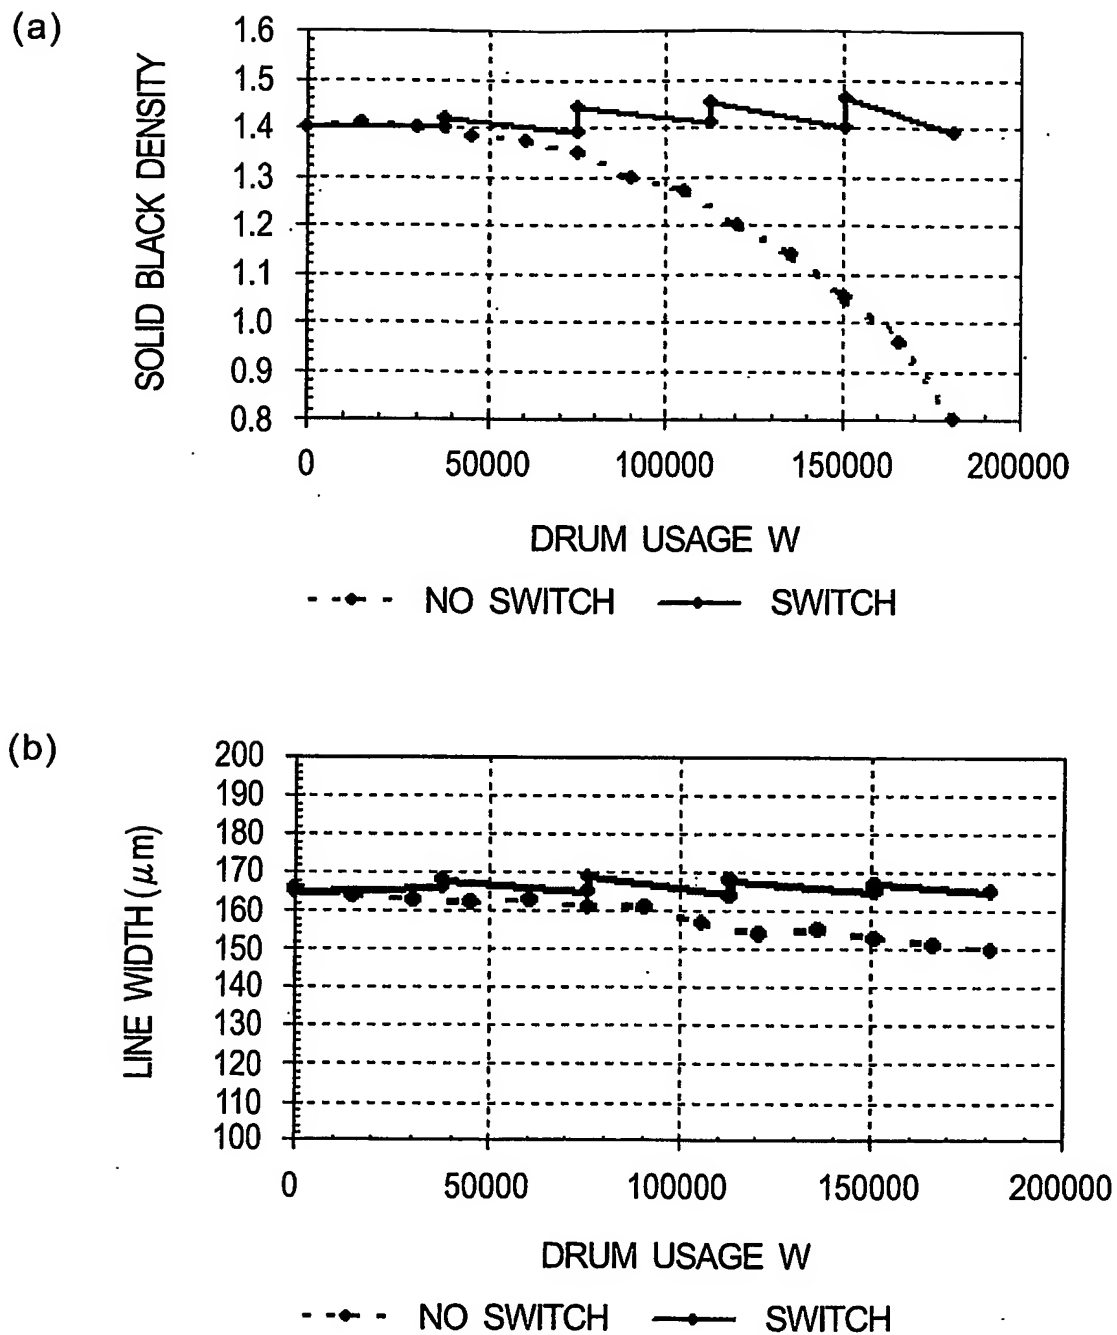 (a)
SOLID BLACK DENSITY
1.6
1.5
1.4
1.3
1.2
1.1
1.0
0.9
0.8
0 50000 100000 150000 200000
DRUM USAGE W
NO SWITCH SWITCH
(b)
LINE WIDTH (μm)
200
190
180
170
160
150
140
130
120
110
100
0 50000 100000 150000 200000
DRUM USAGE W
NO SWITCH SWITCH